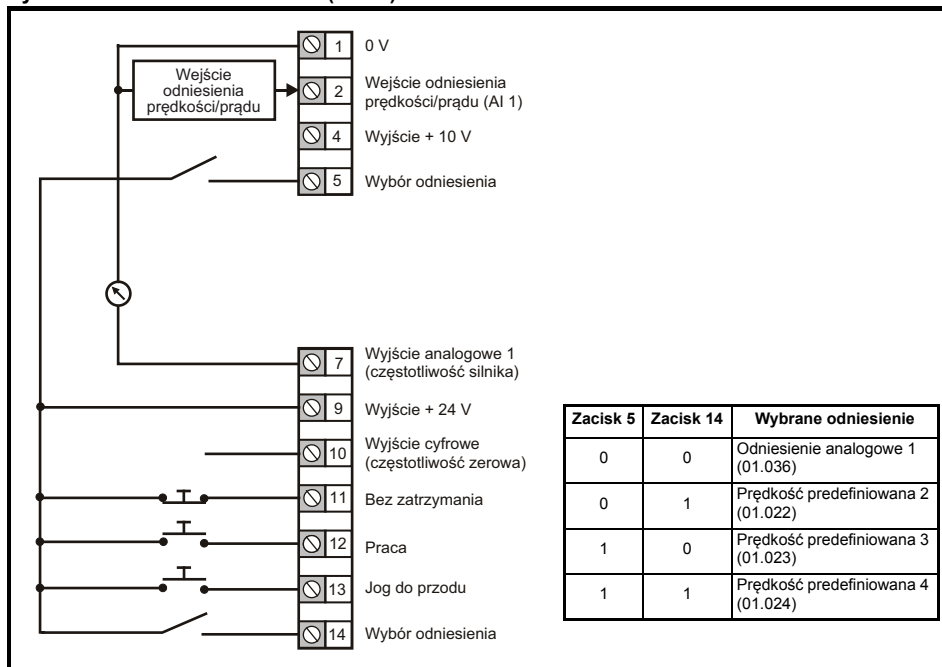 1 0 V
Wejście
odniesienia
prędkości/prądu
2 Wejście odniesienia
prędkości/prądu (AI 1)
4 Wyjście + 10 V
5 Wybór odniesienia
7 Wyjście analogowe 1
(częstotliwość silnika)
9 Wyjście + 24 V
10 Wyjście cyfrowe
(częstotliwość zerowa)
11 Bez zatrzymania
12 Praca
13 Jog do przodu
14 Wybór odniesienia
Zacisk 5 Zacisk 14 Wybrane odniesienie
0 0 Odniesienie analogowe 1
(01.036)
0 1 Prędkość predefiniowana 2
(01.022)
1 0 Prędkość predefiniowana 3
(01.023)
1 1 Prędkość predefiniowana 4
(01.024)